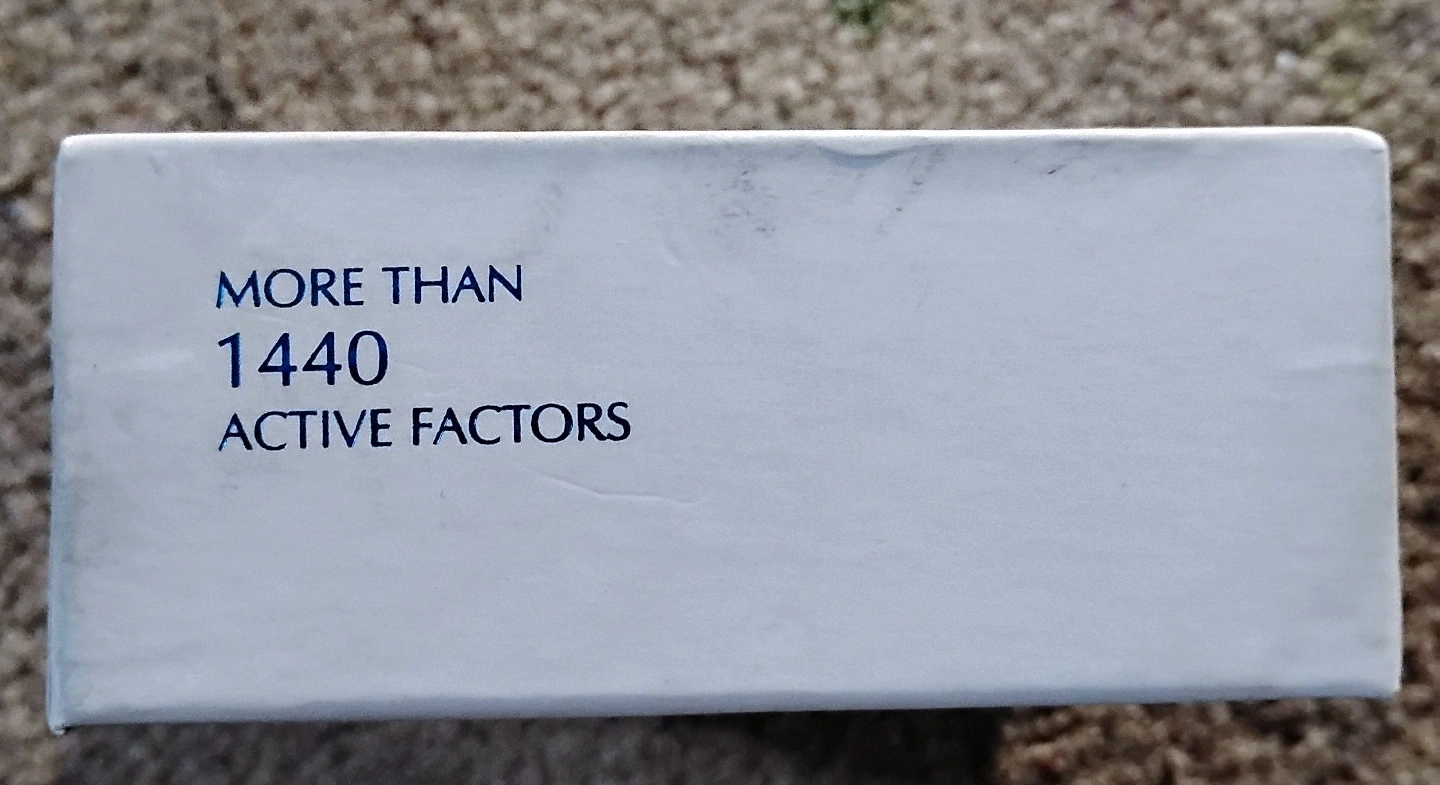 MORE THAN
1440
ACTIVE FACTORS